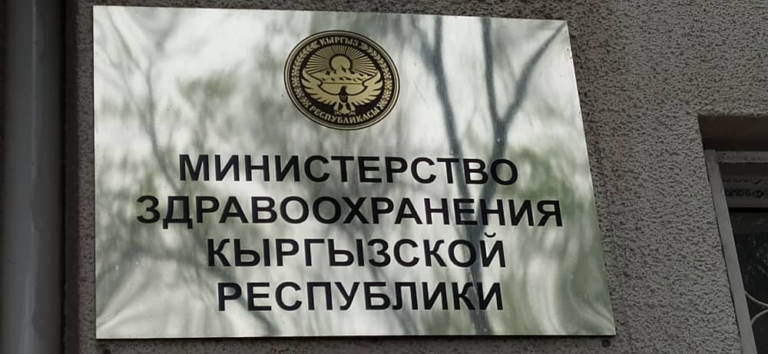 КЫРГЫЗ
РЕСПУБЛИКАСЫ
МИНИСТЕРСТВО
ЗДРАВООХРАНЕНИЯ
КЫРГЫЗСКОЙ
РЕСПУБЛИКИ